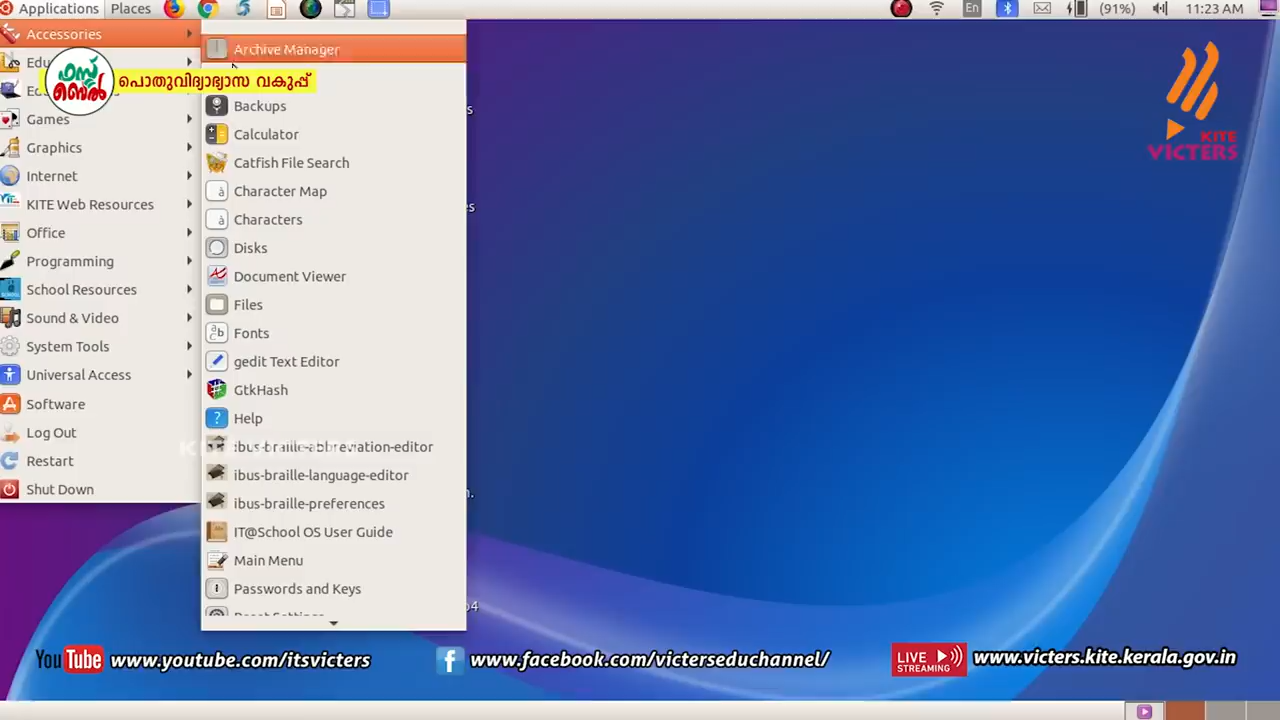 Applications Places En (91%) 11:23 AM
Accessories
Games
Graphics
Internet
KITE Web Resources
Office
Programming
School Resources
Sound & Video
System Tools
Universal Access
Software
Log Out
Restart
Shut Down
Archive Manager
Backups
Calculator
Catfish File Search
Character Map
Characters
Disks
Document Viewer
Files
Fonts
gedit Text Editor
GtkHash
Help
ibus-braille-abbreviation-editor
ibus-braille-language-editor
ibus-braille-preferences
IT@School OS User Guide
Main Menu
Passwords and Keys
ഫസ്റ്റ്
ബെൽ
പൊതുവിദ്യാഭ്യാസ വകുപ്പ്
KITE
VICTERS
YouTube www.youtube.com/itsvicters
f www.facebook.com/victerseduchannel/
LIVE
STREAMING
www.victers.kite.kerala.gov.in